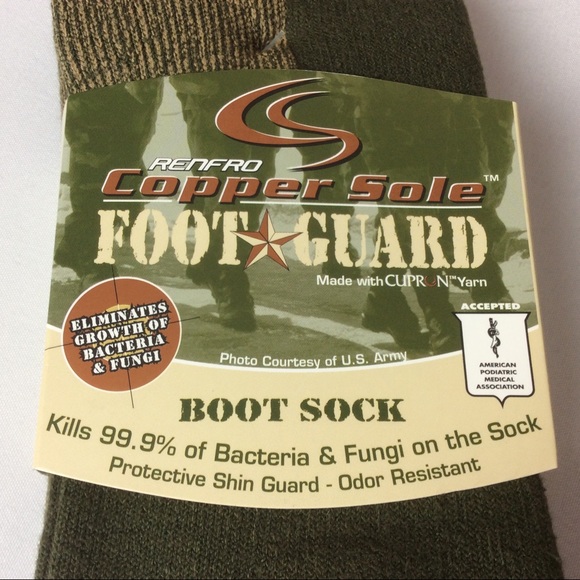 RENFRO
Copper Sole™
FOOT GUARD
Made with CUPRON™ Yarn
ELIMINATES
GROWTH OF
BACTERIA
& FUNGI
ACCEPTED
AMERICAN
PODIATRIC
MEDICAL
ASSOCIATION
Photo Courtesy of U.S. Army
BOOT SOCK
Kills 99.9% of Bacteria & Fungi on the Sock
Protective Shin Guard - Odor Resistant